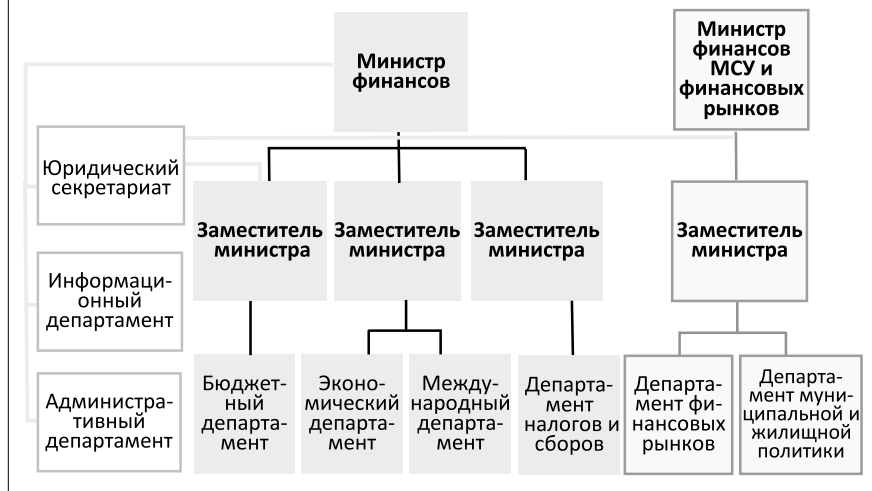 Министр
финансов
Министр
финансов
МСУ и
финансовых
рынков
Юридический
секретариат
Заместитель
министра
Заместитель
министра
Заместитель
министра
Заместитель
министра
Информаци-
онный
департамент
Административ-
тивный
департамент
Бюджет-
ный
департа-
мент
Эконо-
мический
департа-
мент
Между-
народный
департа-
мент
Департа-
мент
налогов и
сборов
Департа-
мент фи-
нансовых
рынков
Департа-
мент муни-
ципальной и
жилищной
политики